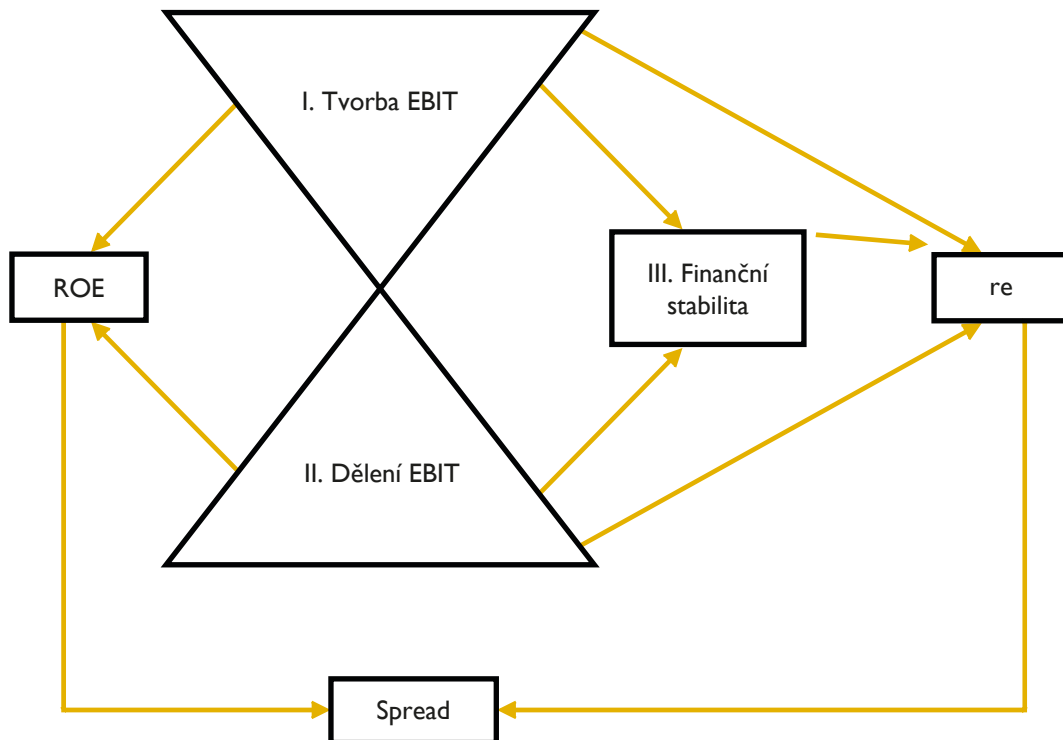 I. Tvorba EBIT
ROE
III. Finanční
stabilita
re
II. Dělení EBIT
Spread